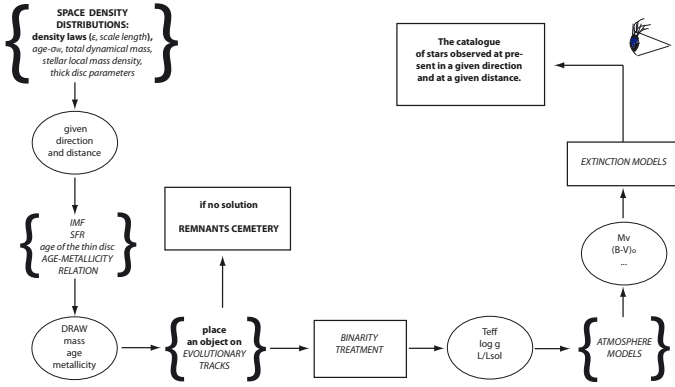 SPACE DENSITY
DISTRIBUTIONS:
density laws (ε, scale length),
age-σw, total dynamical mass,
stellar local mass density,
thick disc parameters
given
direction
and distance
IMF
SFR
age of the thin disc
AGE-METALLICITY
RELATION
DRAW
mass
age
metallicity
place
an object on
EVOLUTIONARY
TRACKS
if no solution
REMNANTS CEMETERY
BINARITY
TREATMENT
Teff
log g
L/Lsol
ATMOSPHERE
MODELS
Mv
(B-V)o
...
EXTINCTION MODELS
The catalogue
of stars observed at pre-
sent in a given direction
and at a given distance.